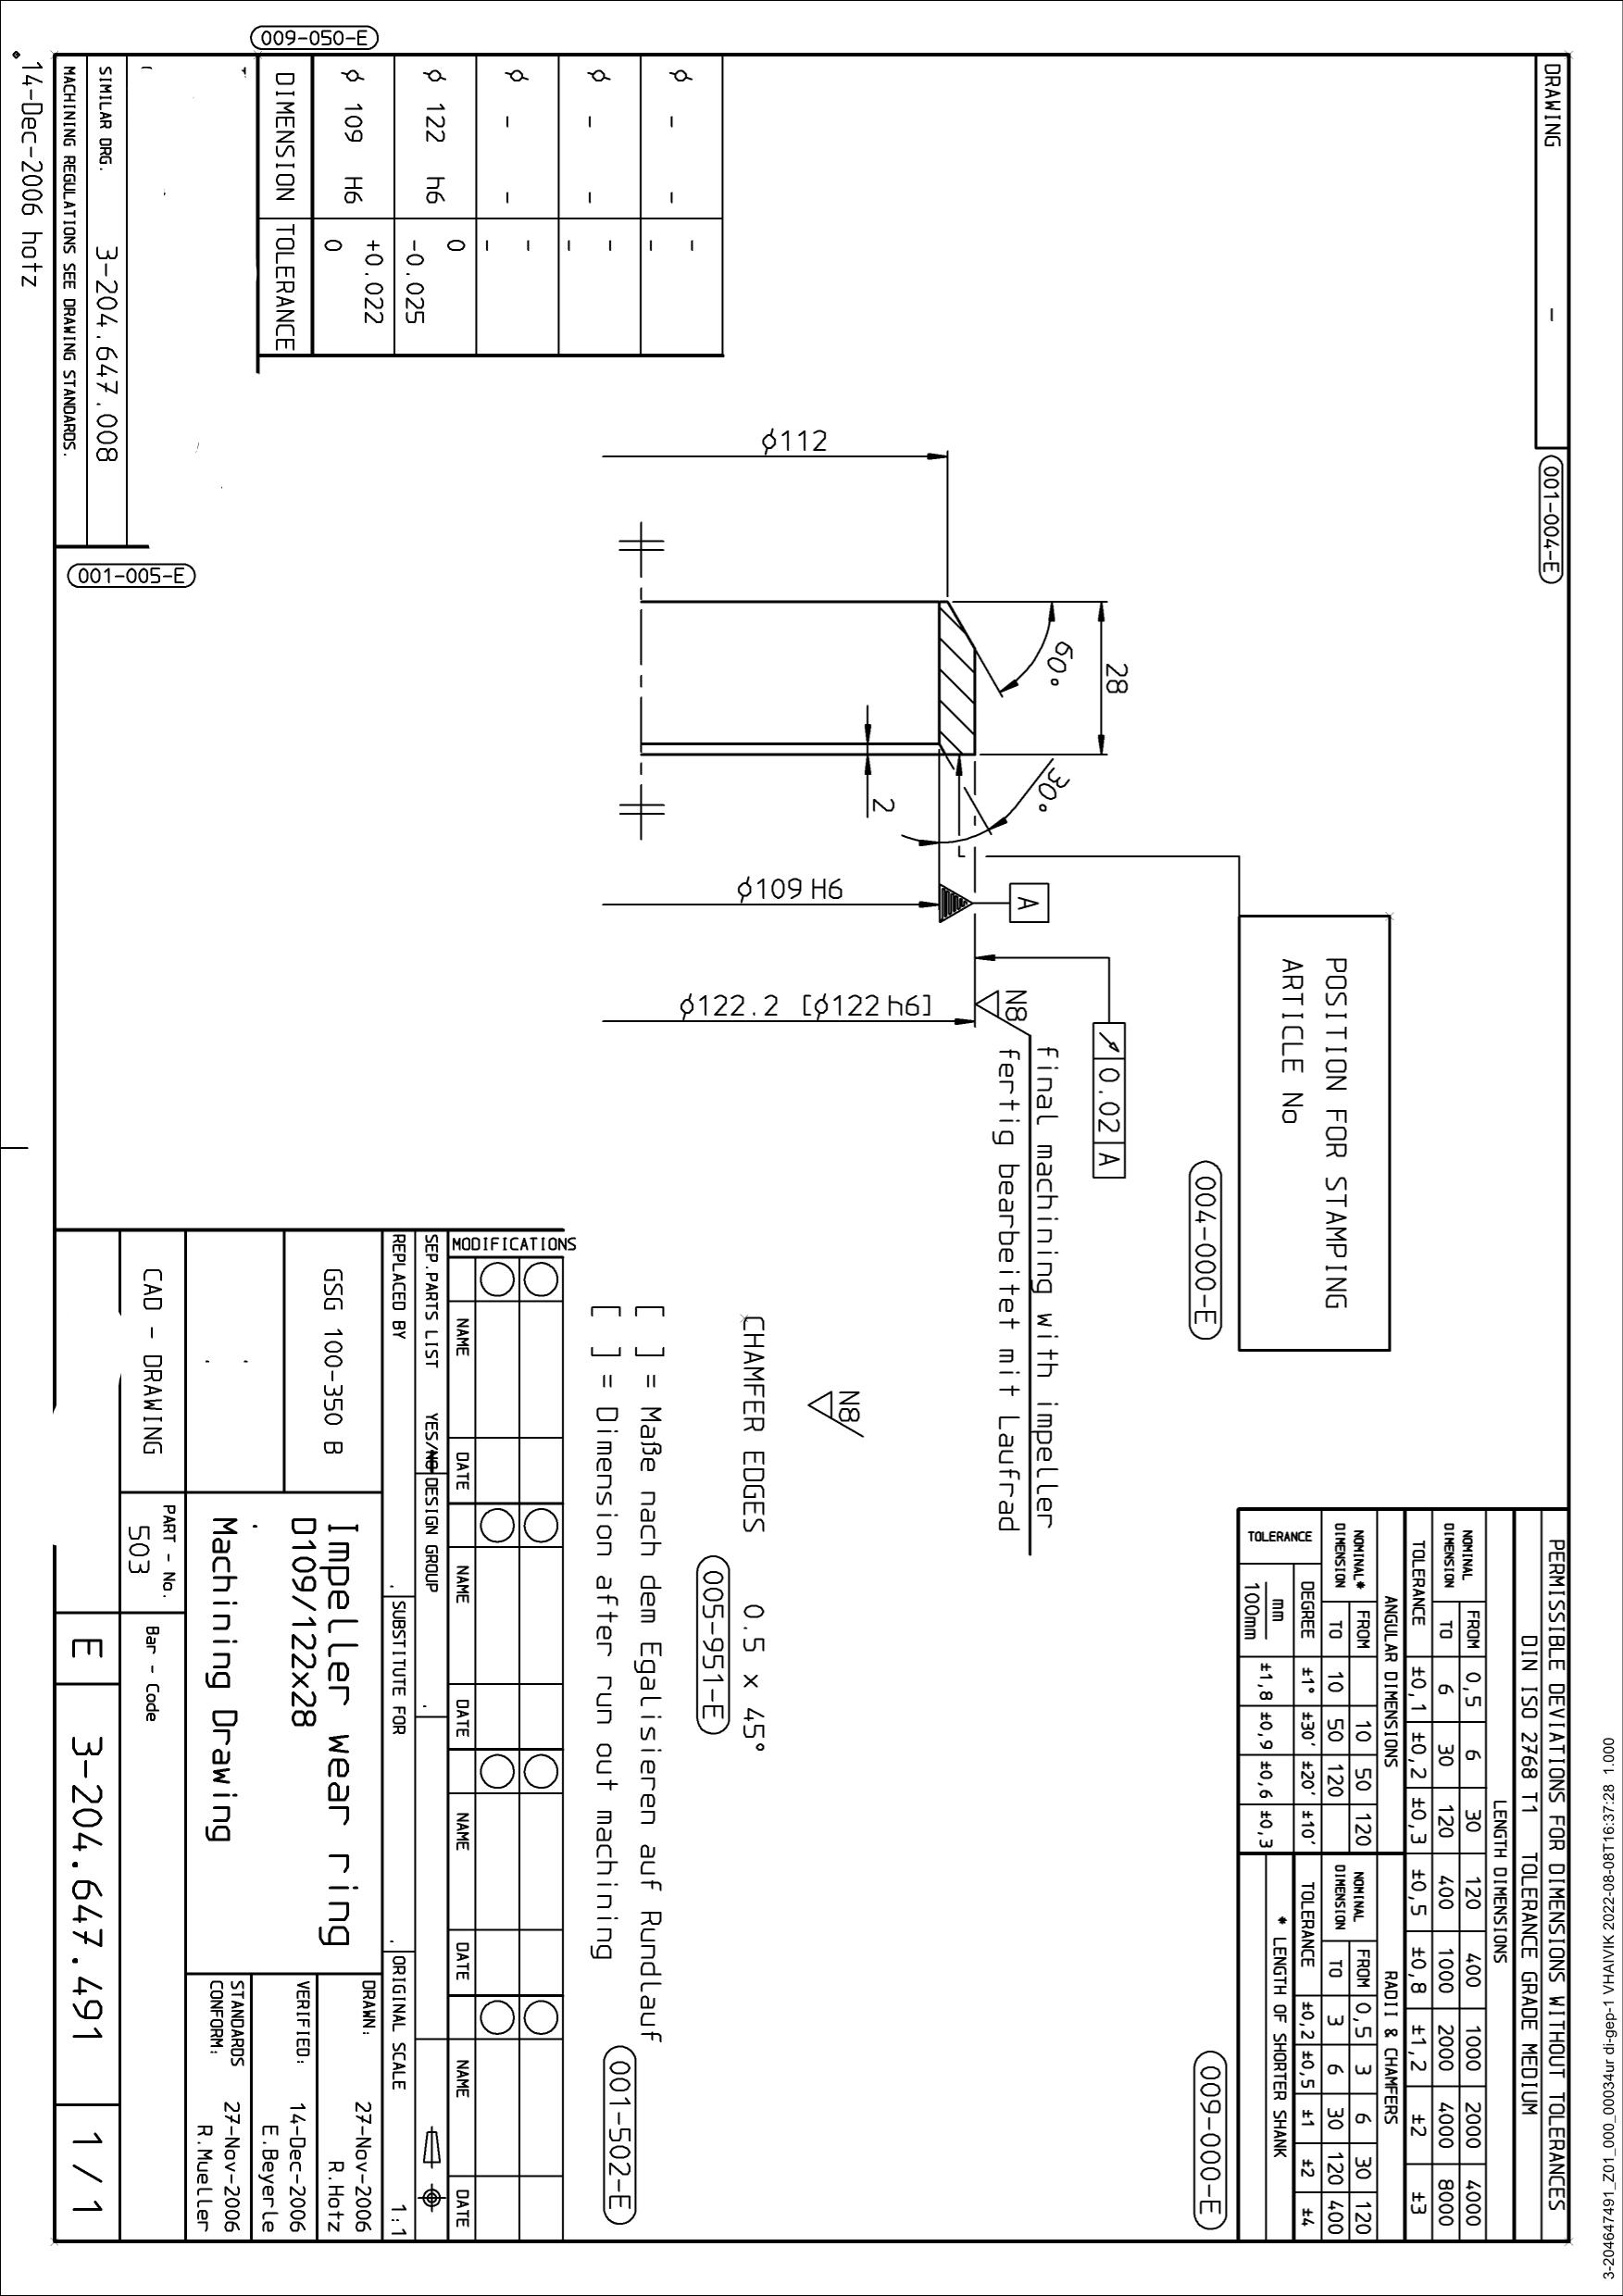 DRAWING -
001-004-E
PERMISSIBLE DEVIATIONS FOR DIMENSIONS WITHOUT TOLERANCES
DIN ISO 2768 T1 TOLERANCE GRADE MEDIUM
LENGTH DIMENSIONS
NOMINAL DIMENSION
FROM 0,5 6 30 120 400 1000 2000 4000
TO 6 30 120 400 1000 2000 4000 8000
TOLERANCE ±0,1 ±0,2 ±0,3 ±0,5 ±0,8 ±1,2 ±2 ±3
ANGULAR DIMENSIONS
NOMINAL* DIMENSION
FROM 10 50 120
TO 10 50 120
TOLERANCE
DEGREE ±1° ±30' ±20' ±10'
mm
100mm
±1,8 ±0,9 ±0,6 ±0,3
RADII & CHAMFERS
NOMINAL DIMENSION
FROM 0,5 3 6 30 120
TO 3 6 30 120 400
TOLERANCE ±0,2 ±0,5 ±1 ±2 ±4
* LENGTH OF SHORTER SHANK
009-000-E
POSITION FOR STAMPING
ARTICLE No
004-000-E
28
60°
30°
2
⌀112
⌀109 H6
A
⌀122.2 [⌀122 h6]
0.02 A
N8
final machining with impeller
fertig bearbeitet mit Laufrad
N8
CHAMFER EDGES 0.5 x 45°
005-951-E
[ ] = Maße nach dem Egalisieren auf Rundlauf
[ ] = Dimension after run out machining
001-502-E
⌀ - - - -
⌀ - - - -
⌀ - - - -
⌀ 122 h6 0 -0.025
⌀ 109 H6 +0.022 0
DIMENSION TOLERANCE
009-050-E
SIMILAR DRG. 3-204.647.008
MACHINING REGULATIONS SEE DRAWING STANDARDS.
001-005-E
14-Dec-2006 hotz
MODIFICATIONS
NAME DATE NAME DATE NAME DATE NAME DATE
SEP.PARTS LIST YES/NO DESIGN GROUP
REPLACED BY SUBSTITUTE FOR ORIGINAL SCALE 1:1
GSG 100-350 B
Impeller wear ring
D109/122x28
Machining Drawing
DRAWN: 27-Nov-2006
R.Hotz
VERIFIED: 14-Dec-2006
E.Beyerle
STANDARDS CONFORM: 27-Nov-2006
R.Mueller
CAD - DRAWING
PART - No.
503
Bar - Code
E 3-204.647.491 1/1
3-204647491_Z01_000_00034ur di-gep-1 VHAIVIK 2022-08-08T16:37:28 1.000